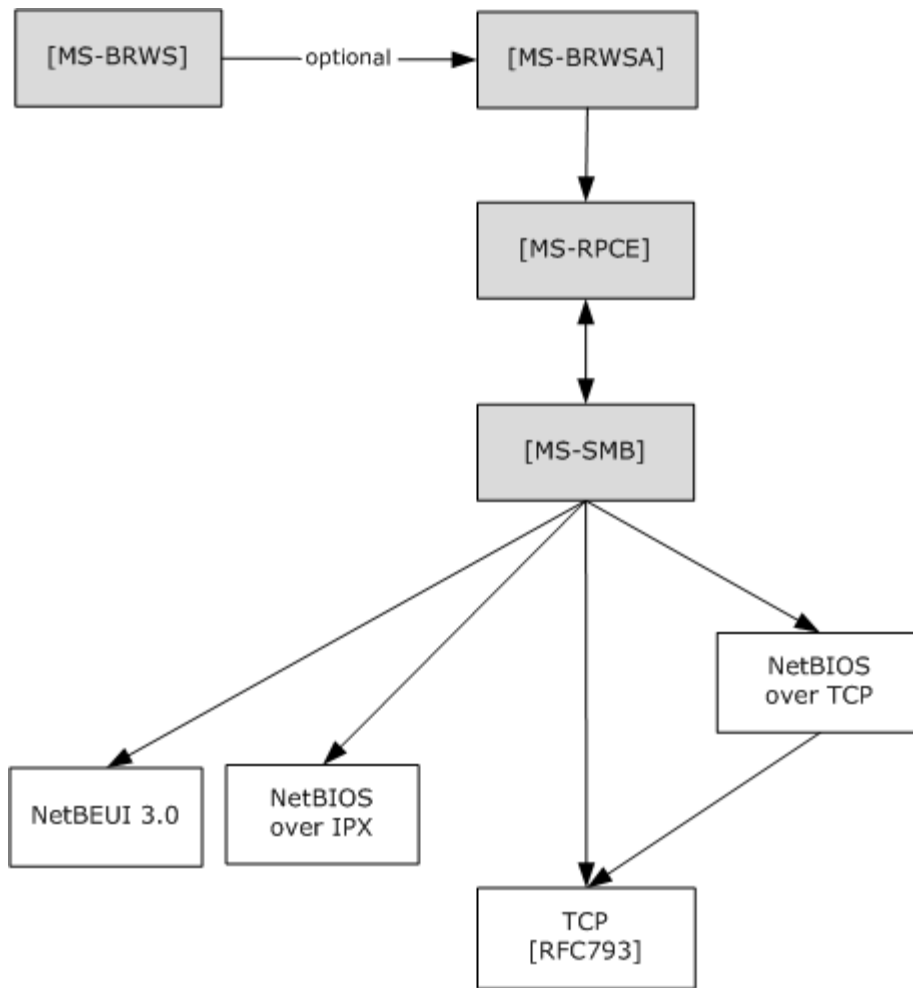 [MS-BRWS]
optional
[MS-BRWSA]
[MS-RPCE]
[MS-SMB]
NetBIOS
over TCP
NetBEUI 3.0
NetBIOS
over IPX
TCP
[RFC793]